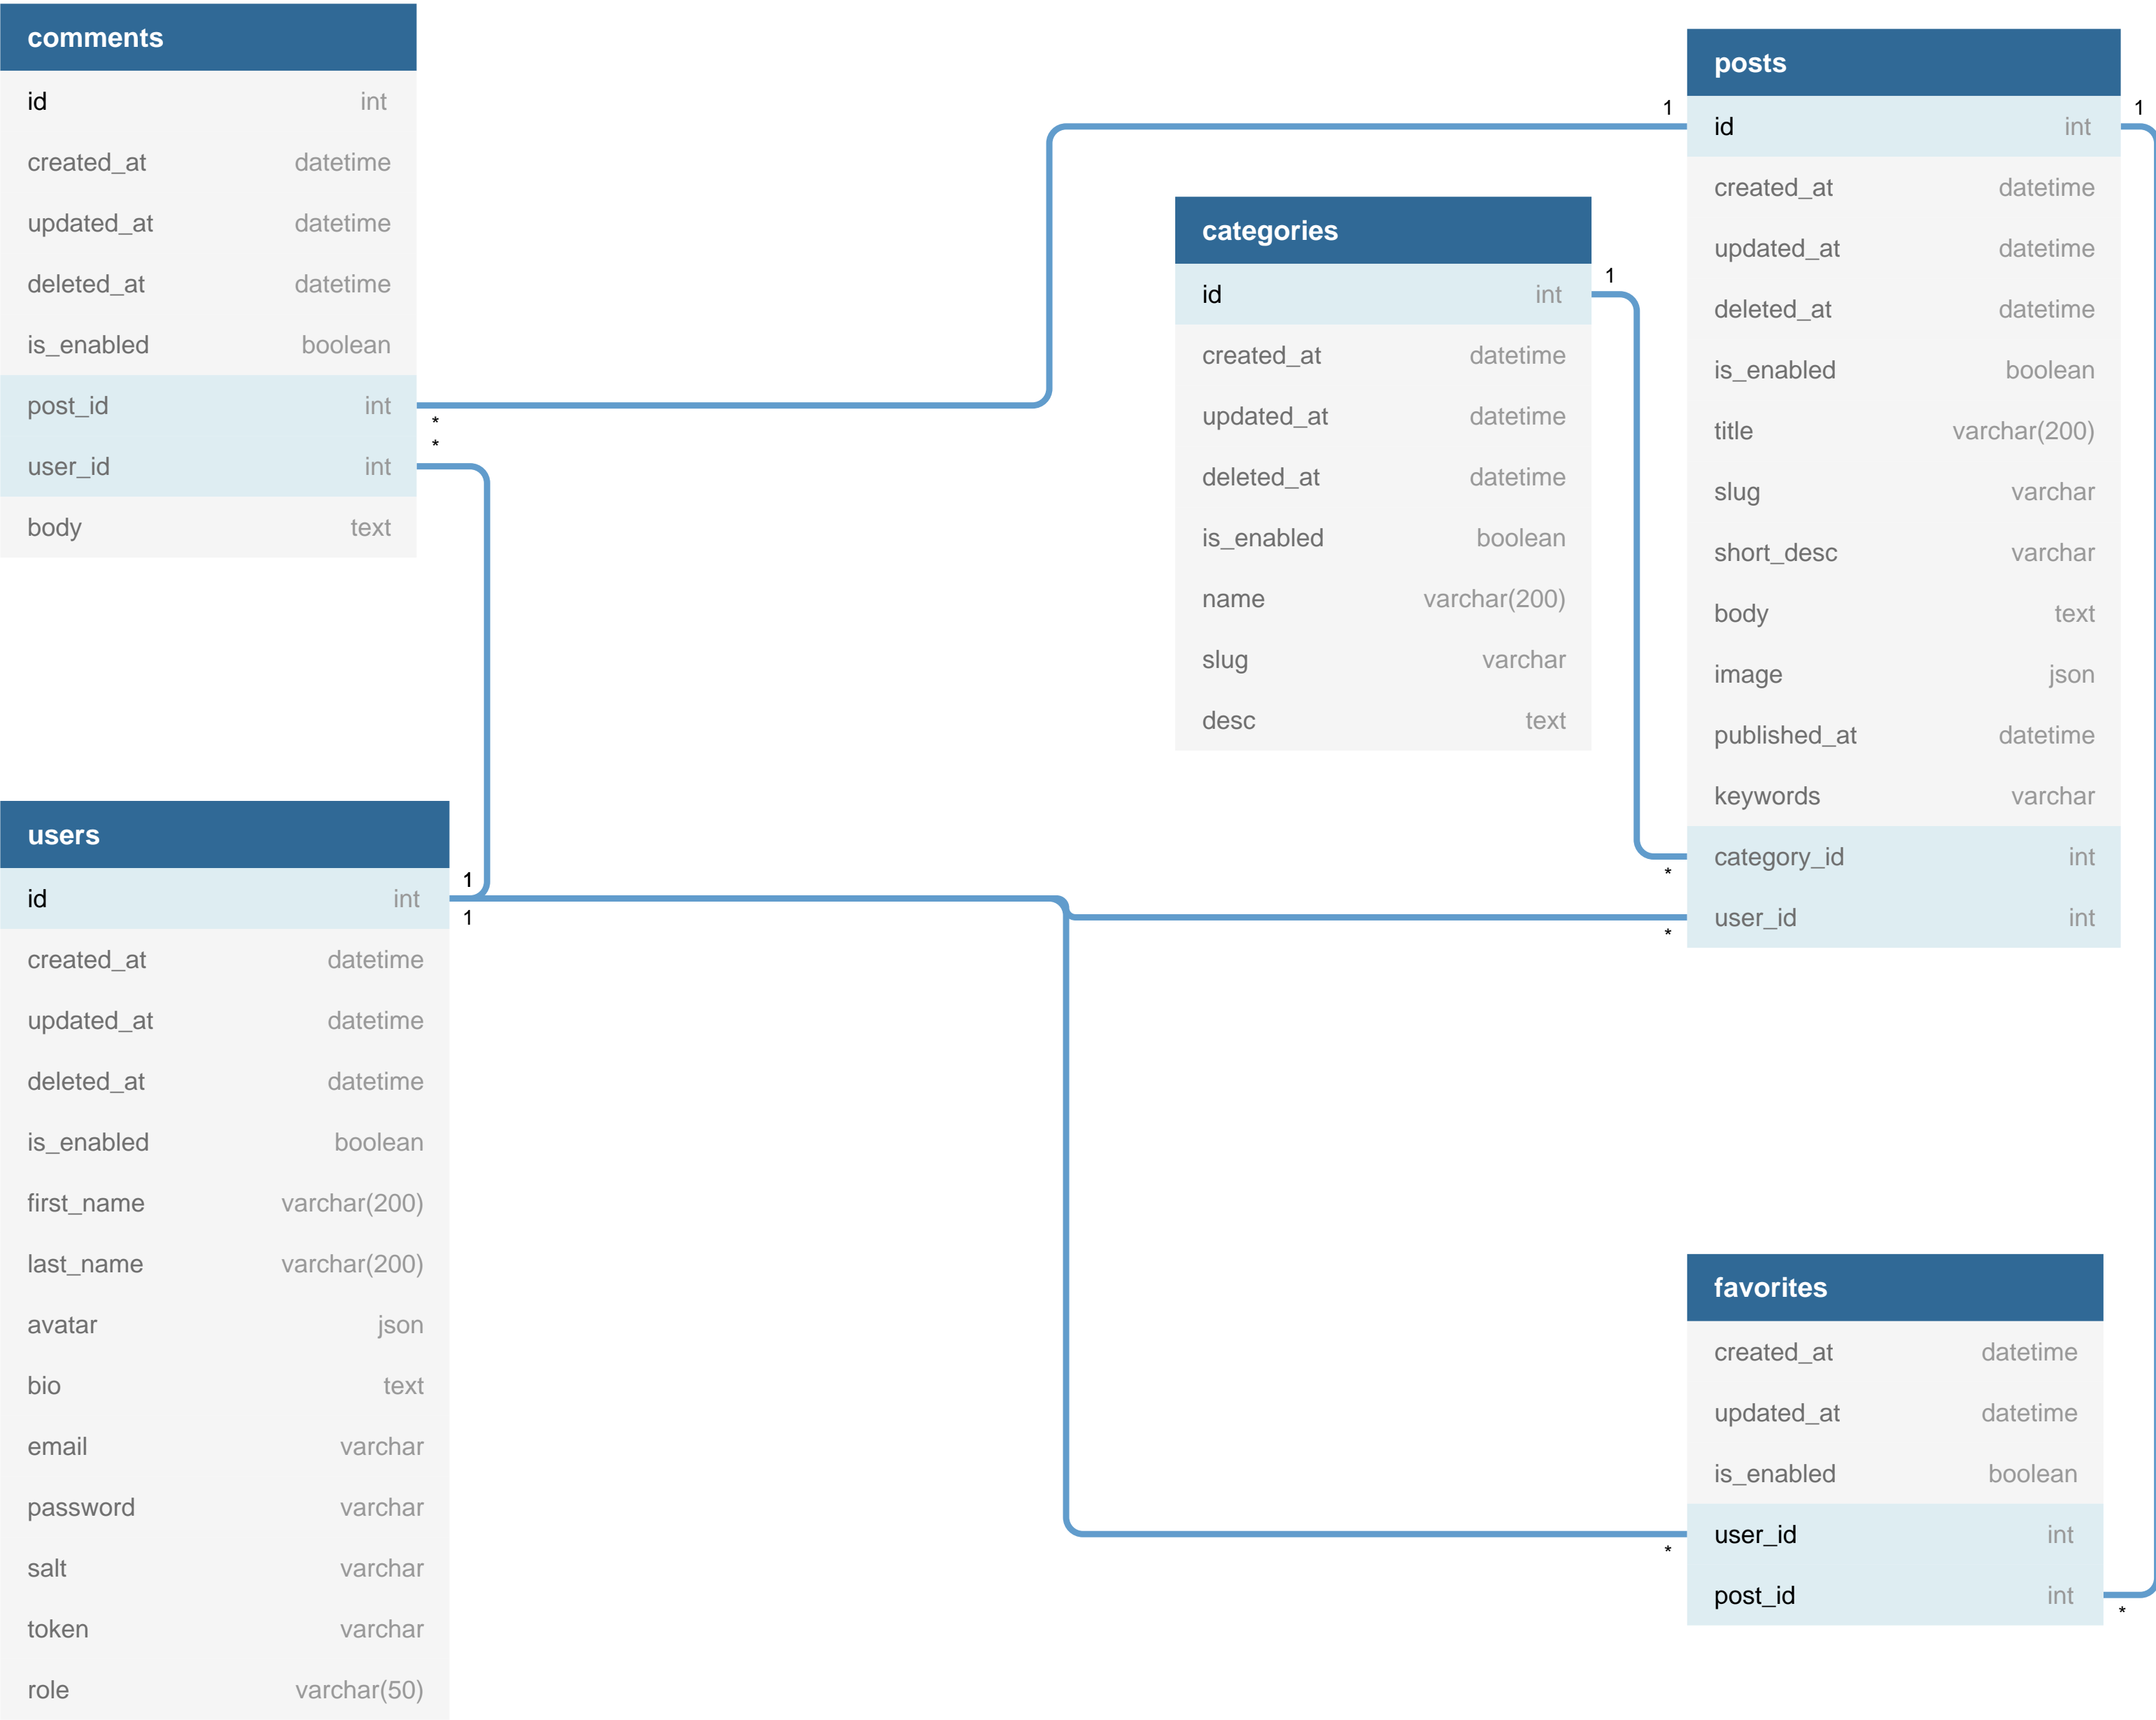 comments
id int
created_at datetime
updated_at datetime
deleted_at datetime
is_enabled boolean
post_id int
*
*
user_id int
body text
users
1
id int
1
created_at datetime
updated_at datetime
deleted_at datetime
is_enabled boolean
first_name varchar(200)
last_name varchar(200)
avatar json
bio text
email varchar
password varchar
salt varchar
token varchar
role varchar(50)
categories
1
id int
created_at datetime
updated_at datetime
deleted_at datetime
is_enabled boolean
name varchar(200)
slug varchar
desc text
posts
1 1
id int
created_at datetime
updated_at datetime
deleted_at datetime
is_enabled boolean
title varchar(200)
slug varchar
short_desc varchar
body text
image json
published_at datetime
keywords varchar
category_id int
*
user_id int
*
favorites
created_at datetime
updated_at datetime
is_enabled boolean
user_id int
*
post_id int
*